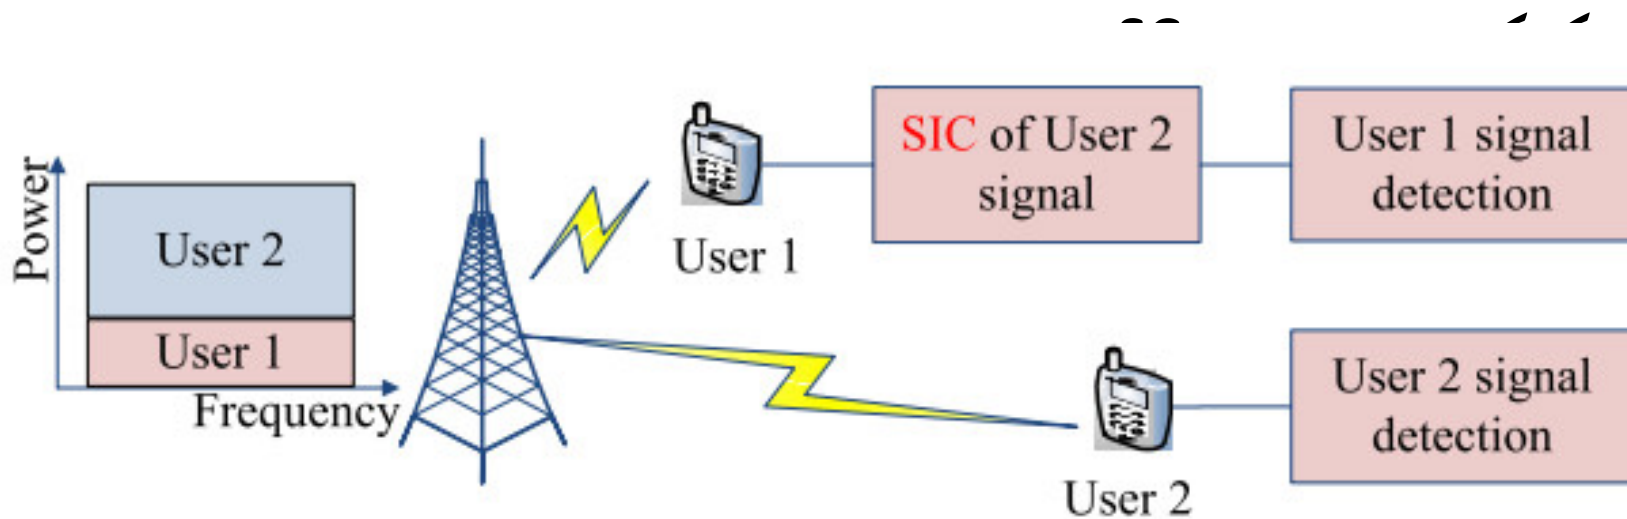 Power
User 2
User 1
Frequency
User 1
SIC of User 2
signal
User 1 signal
detection
User 2
User 2 signal
detection